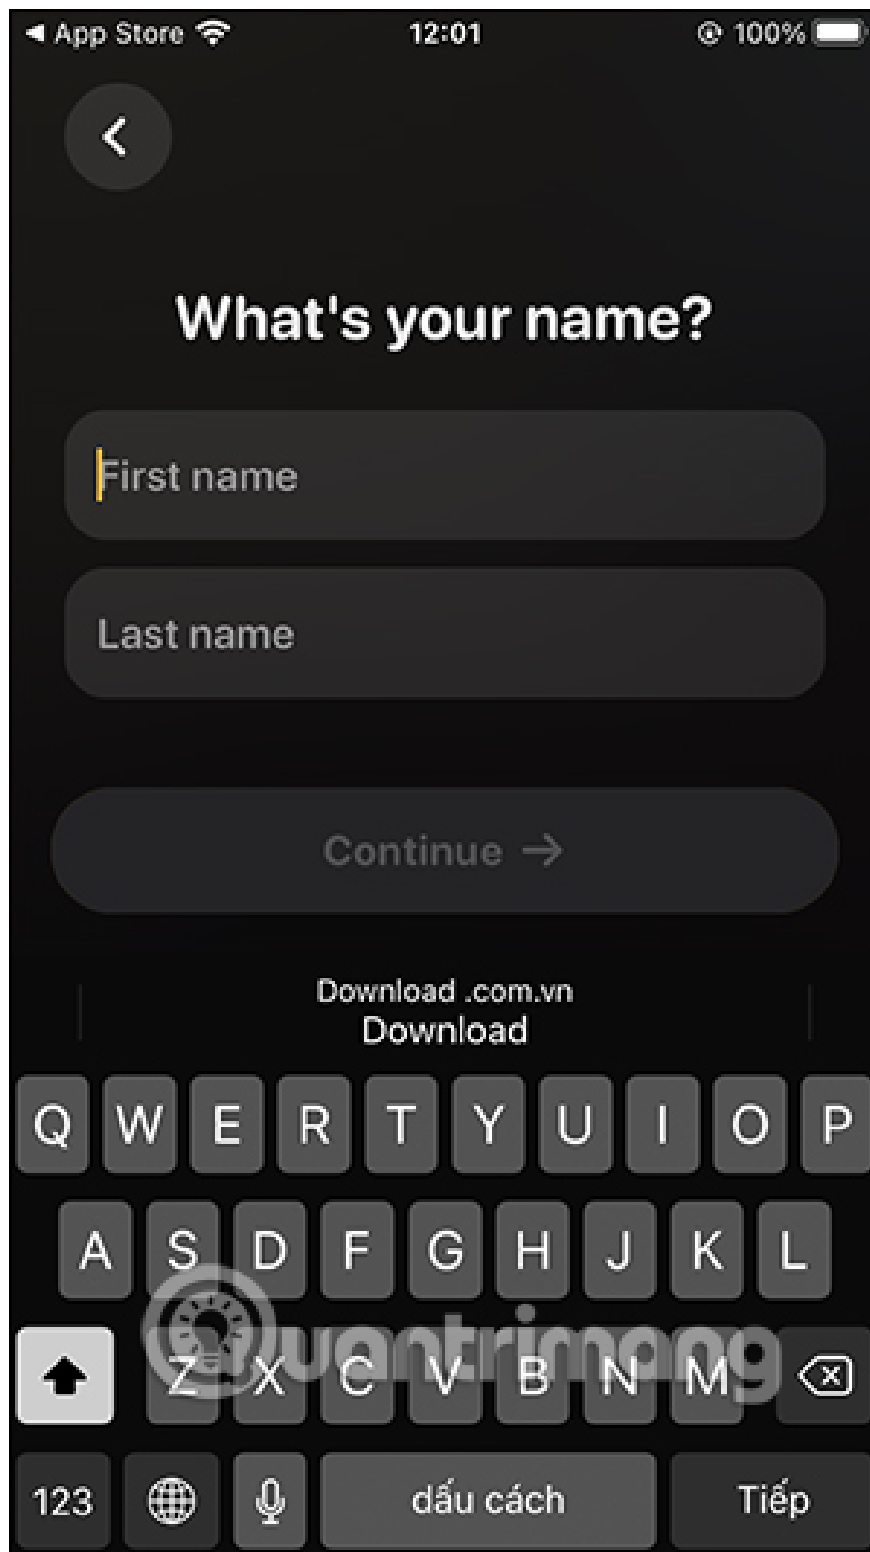 App Store 12:01 100%
What's your name?
First name
Last name
Continue →
Download .com.vn
Download
Q W E R T Y U I O P
A S D F G H J K L
Z X C V B N M
uantrimang
123 dấu cách Tiếp